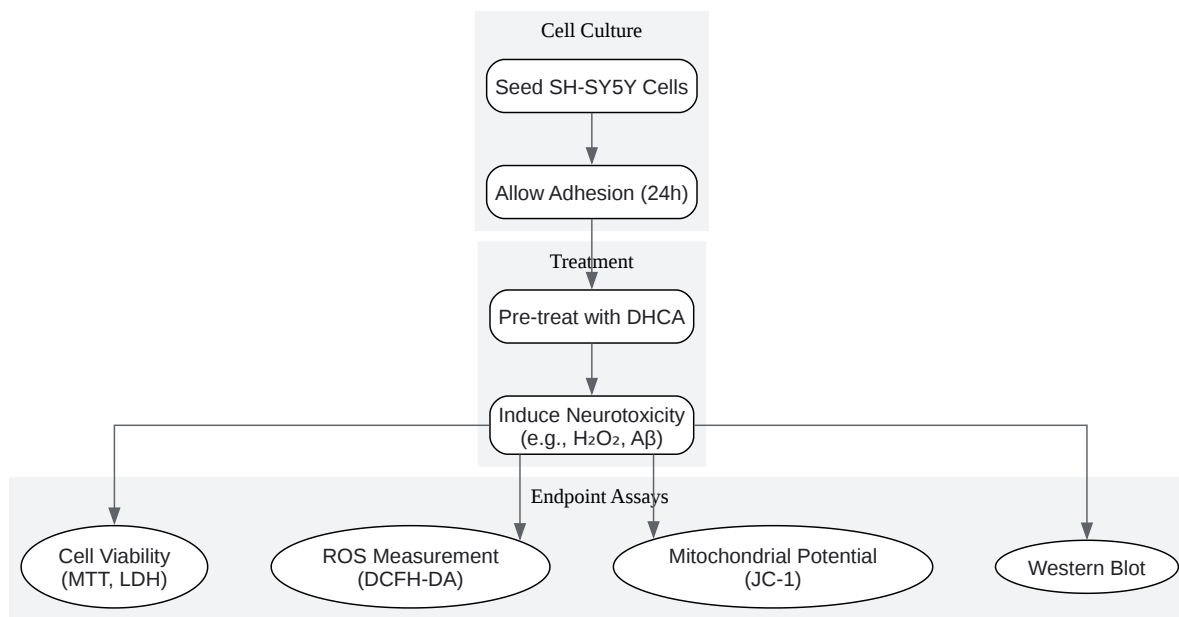 Cell Culture
Seed SH-SY5Y Cells
Allow Adhesion (24h)
Treatment
Pre-treat with DHCA
Induce Neurotoxicity
(e.g., H₂O₂, Aβ)
Endpoint Assays
Cell Viability
(MTT, LDH)
ROS Measurement
(DCFH-DA)
Mitochondrial Potential
(JC-1)
Western Blot